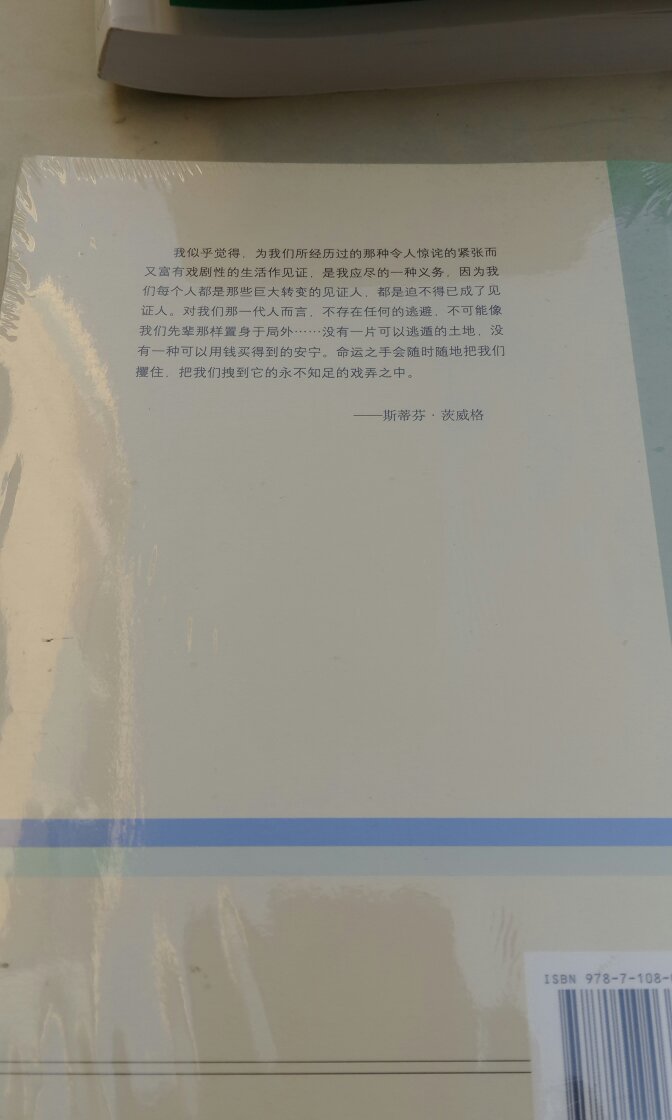 我似乎觉得，为我们所经历过的那种令人惊诧的紧张而
又富有戏剧性的生活作见证，是我应尽的一种义务，因为我
们每个人都是那些巨大转变的见证人，都是迫不得已成了见
证人。对我们那一代人而言，不存在任何的逃避，不可能像
我们先辈那样置身于局外……没有一片可以逃遁的土地、没
有一种可以用钱买得到的安宁。命运之手会随时随地把我们
攫住，把我们拽到它的永不知足的戏弄之中。
——斯蒂芬·茨威格
ISBN 978-7-108-